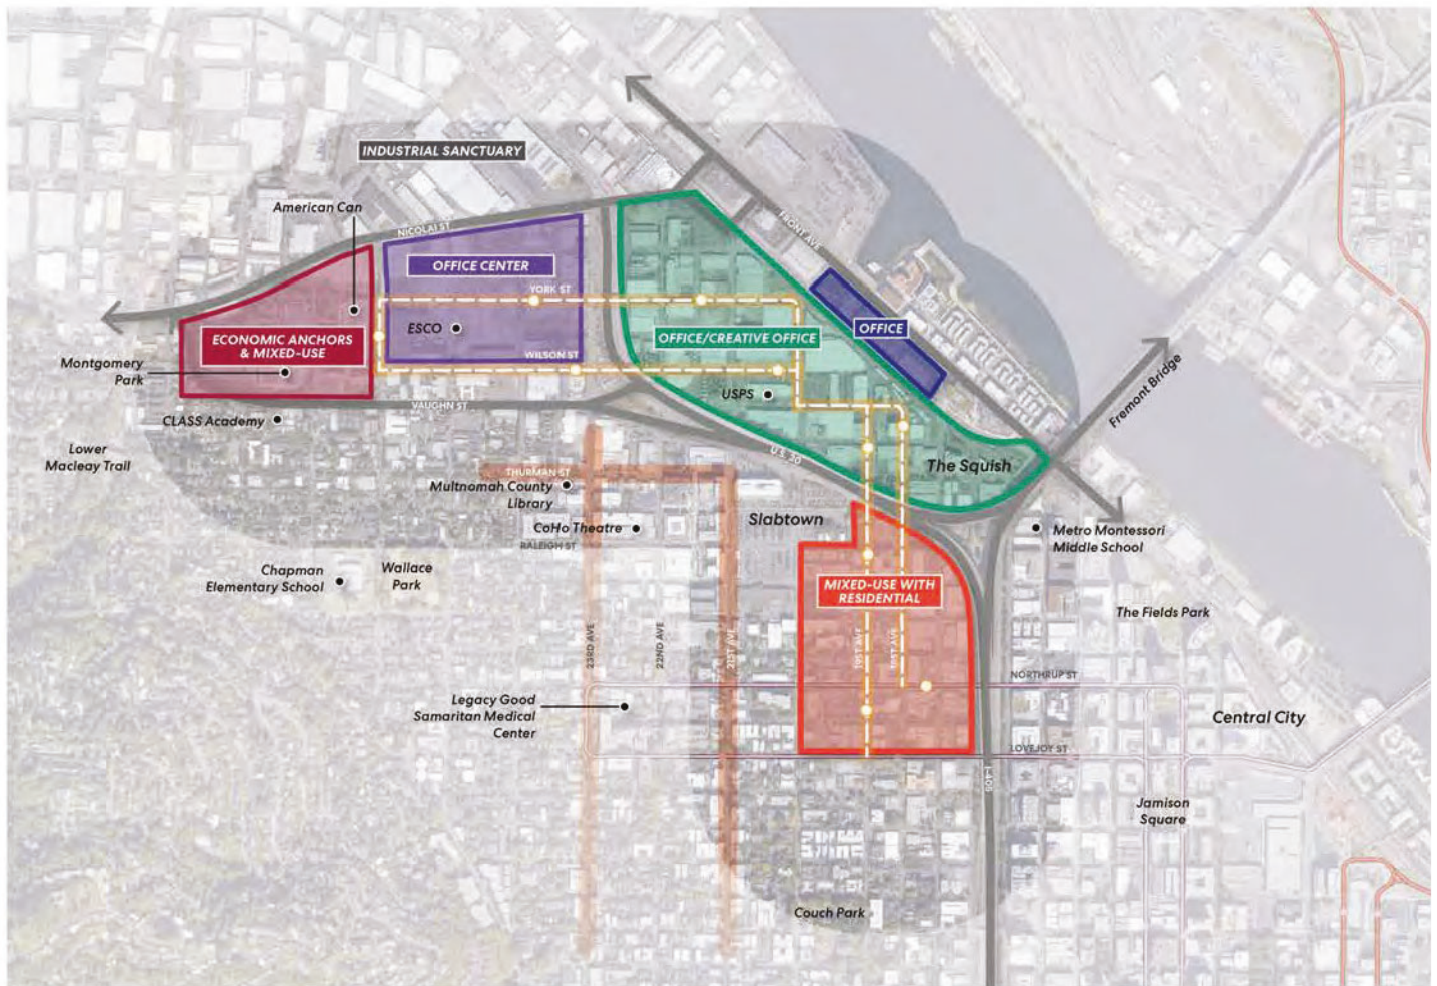 INDUSTRIAL SANCTUARY
American Can
NICOLAI ST
FRONT AVE
OFFICE CENTER
YORK ST
ESCO
ECONOMIC ANCHORS
& MIXED-USE
OFFICE/CREATIVE OFFICE
OFFICE
WILSON ST
Montgomery
Park
USPS
Fremont Bridge
VAUGHN ST
CLASS Academy
Lower
Macleay Trail
U.S. 30
The Squish
THURMAN ST
Multnomah County
Library
CoHo Theatre
Slabtown
RALEIGH ST
Metro Montessori
Middle School
Chapman
Elementary School
Wallace
Park
MIXED-USE WITH
RESIDENTIAL
The Fields Park
23RD AVE
22ND AVE
21ST AVE
19ST AVE
18ST AVE
NORTHRUP ST
Legacy Good
Samaritan Medical
Center
Central City
LOVEJOY ST
I-405
Jamison
Square
Couch Park